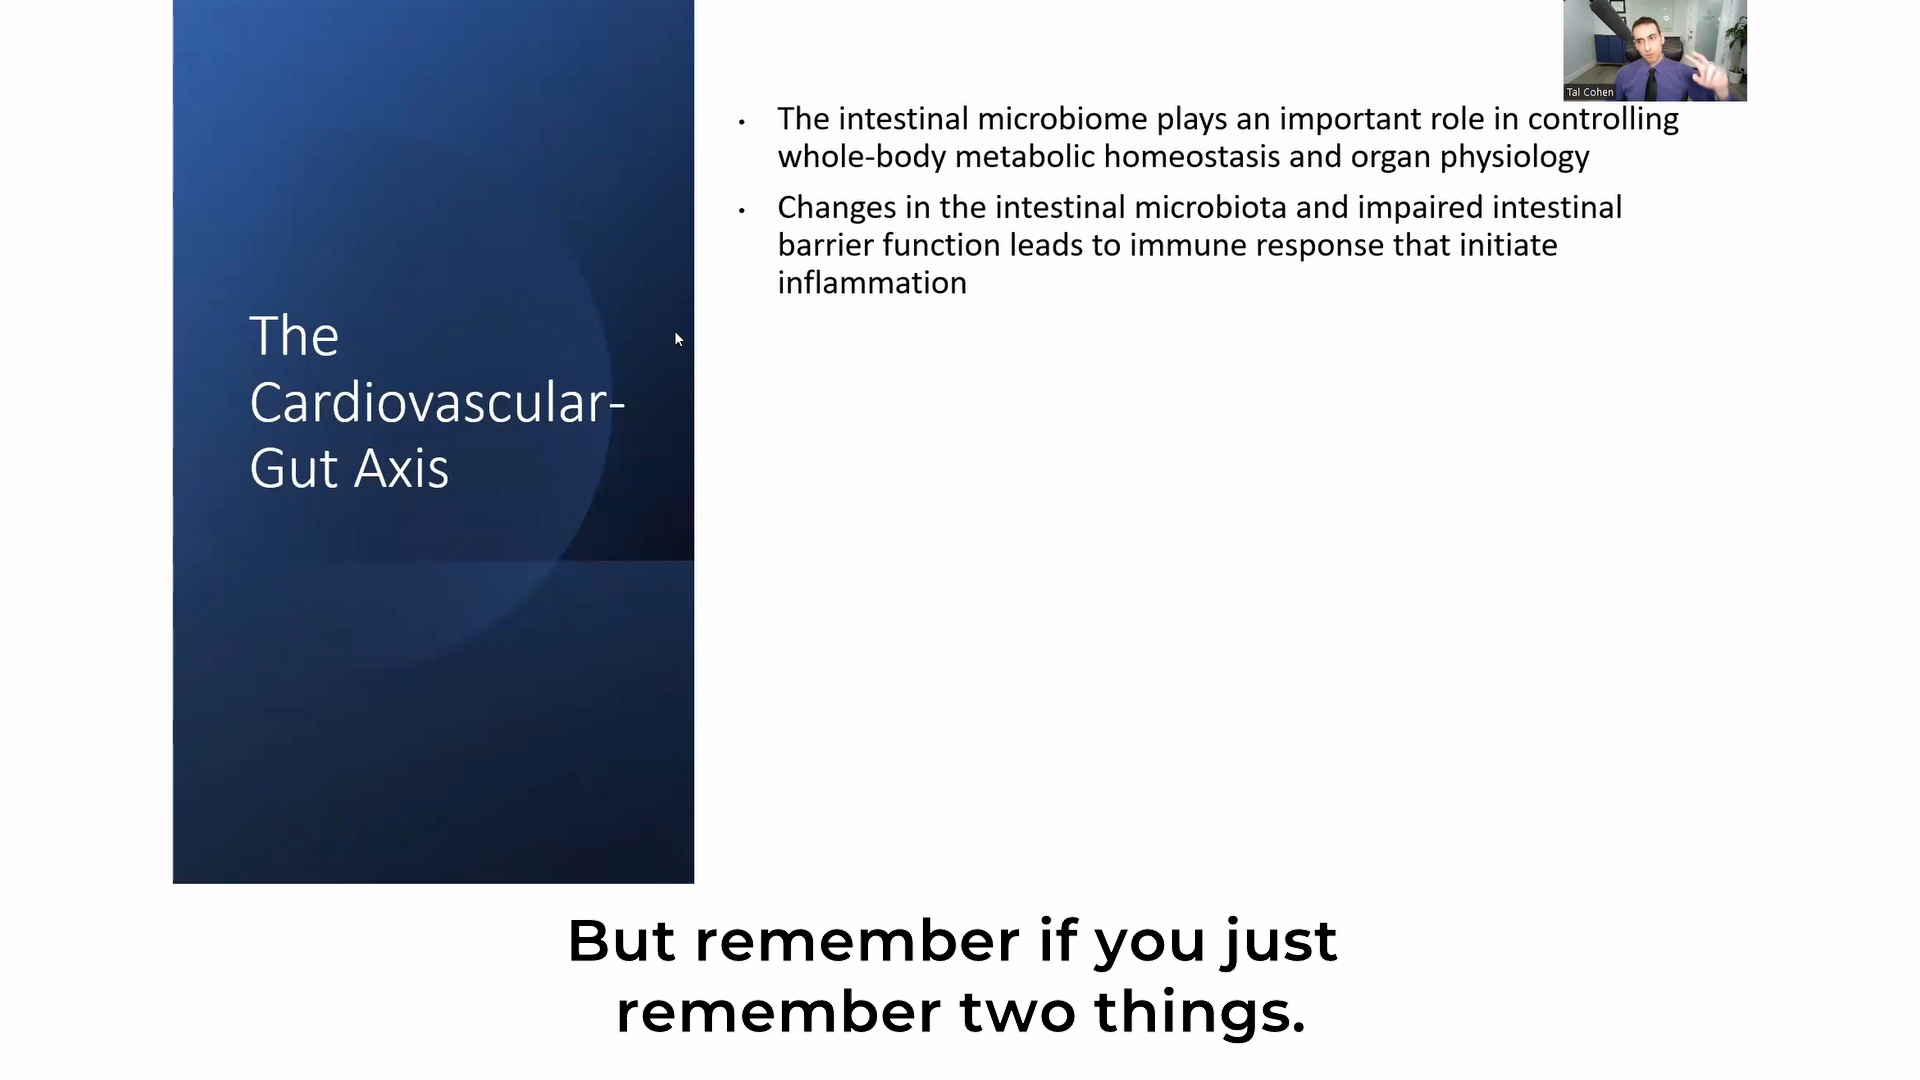 The
Cardiovascular-
Gut Axis
Tal Cohen
• The intestinal microbiome plays an important role in controlling
whole-body metabolic homeostasis and organ physiology
• Changes in the intestinal microbiota and impaired intestinal
barrier function leads to immune response that initiate
inflammation
But remember if you just
remember two things.